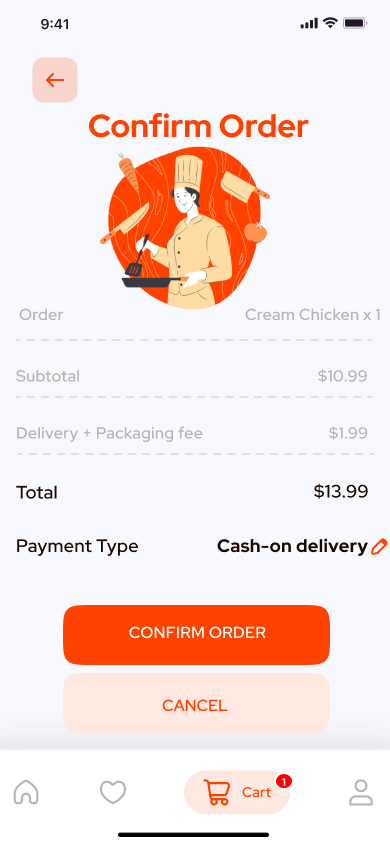 9:41
Confirm Order
Order Cream Chicken x 1
Subtotal $10.99
Delivery + Packaging fee $1.99
Total $13.99
Payment Type Cash-on delivery
CONFIRM ORDER
CANCEL
Cart 1